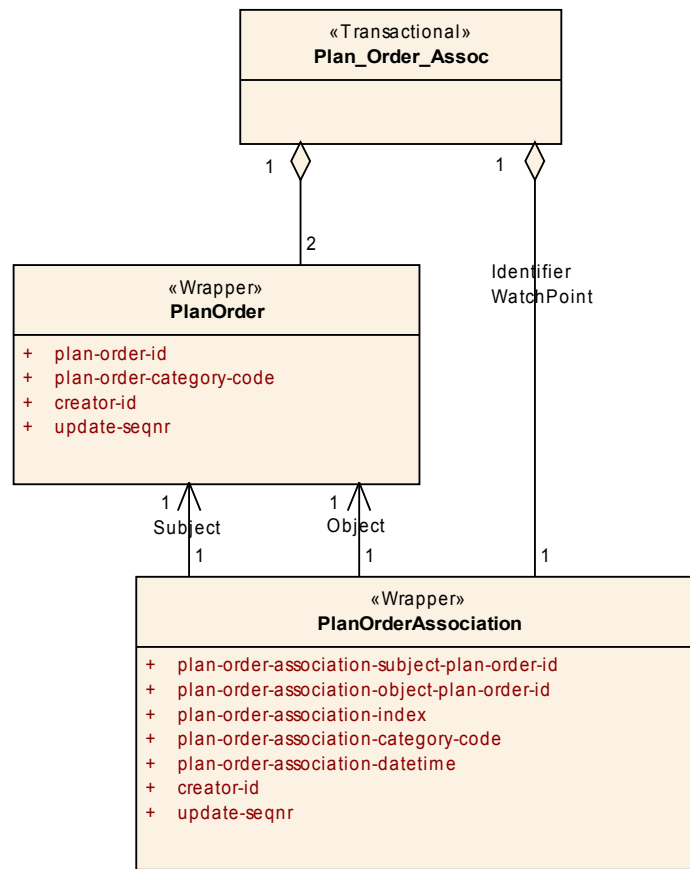 «Transactional»
Plan_Order_Assoc
1
1
2
Identifier
WatchPoint
«Wrapper»
PlanOrder
+ plan-order-id
+ plan-order-category-code
+ creator-id
+ update-seqnr
1
1
Subject
Object
1
1
1
«Wrapper»
PlanOrderAssociation
+ plan-order-association-subject-plan-order-id
+ plan-order-association-object-plan-order-id
+ plan-order-association-index
+ plan-order-association-category-code
+ plan-order-association-datetime
+ creator-id
+ update-seqnr